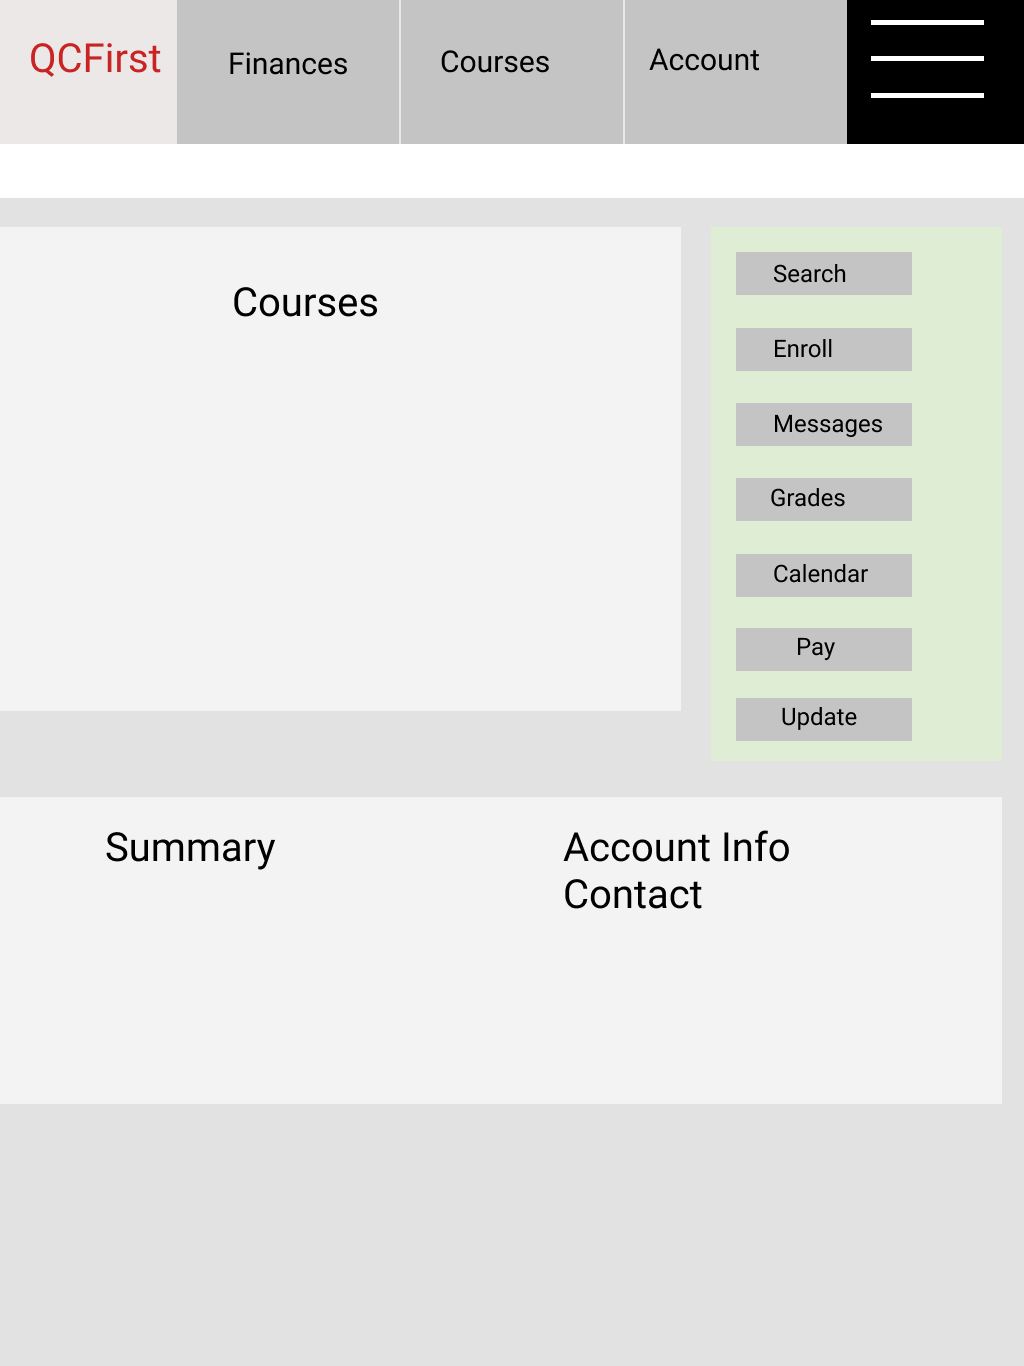 QCFirst
Finances
Courses
Account
Courses
Search
Enroll
Messages
Grades
Calendar
Pay
Update
Summary
Account Info
Contact